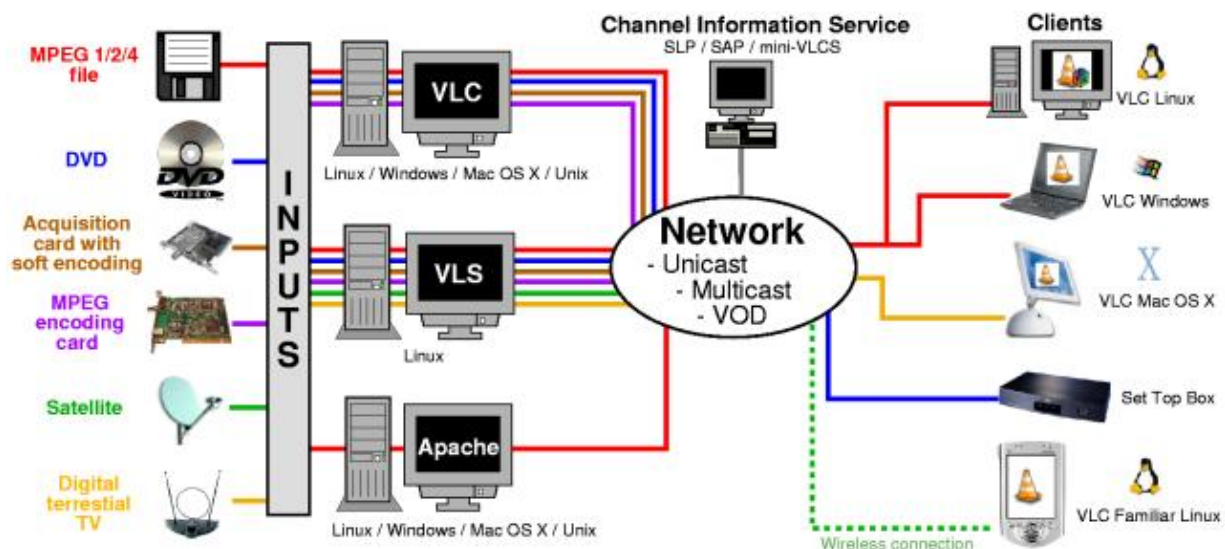 MPEG 1/2/4
file
DVD
DVD
VIDEO
Acquisition
card with
soft encoding
MPEG
encoding
card
Satellite
Digital
terrestial
TV
INPUTS
VLC
Linux / Windows / Mac OS X / Unix
VLS
Linux
Apache
Linux / Windows / Mac OS X / Unix
Channel Information Service
SLP / SAP / mini-VLCS
Network
- Unicast
- Multicast
- VOD
Clients
VLC Linux
VLC Windows
X
VLC Mac OS X
Set Top Box
VLC Familiar Linux
Wireless connection